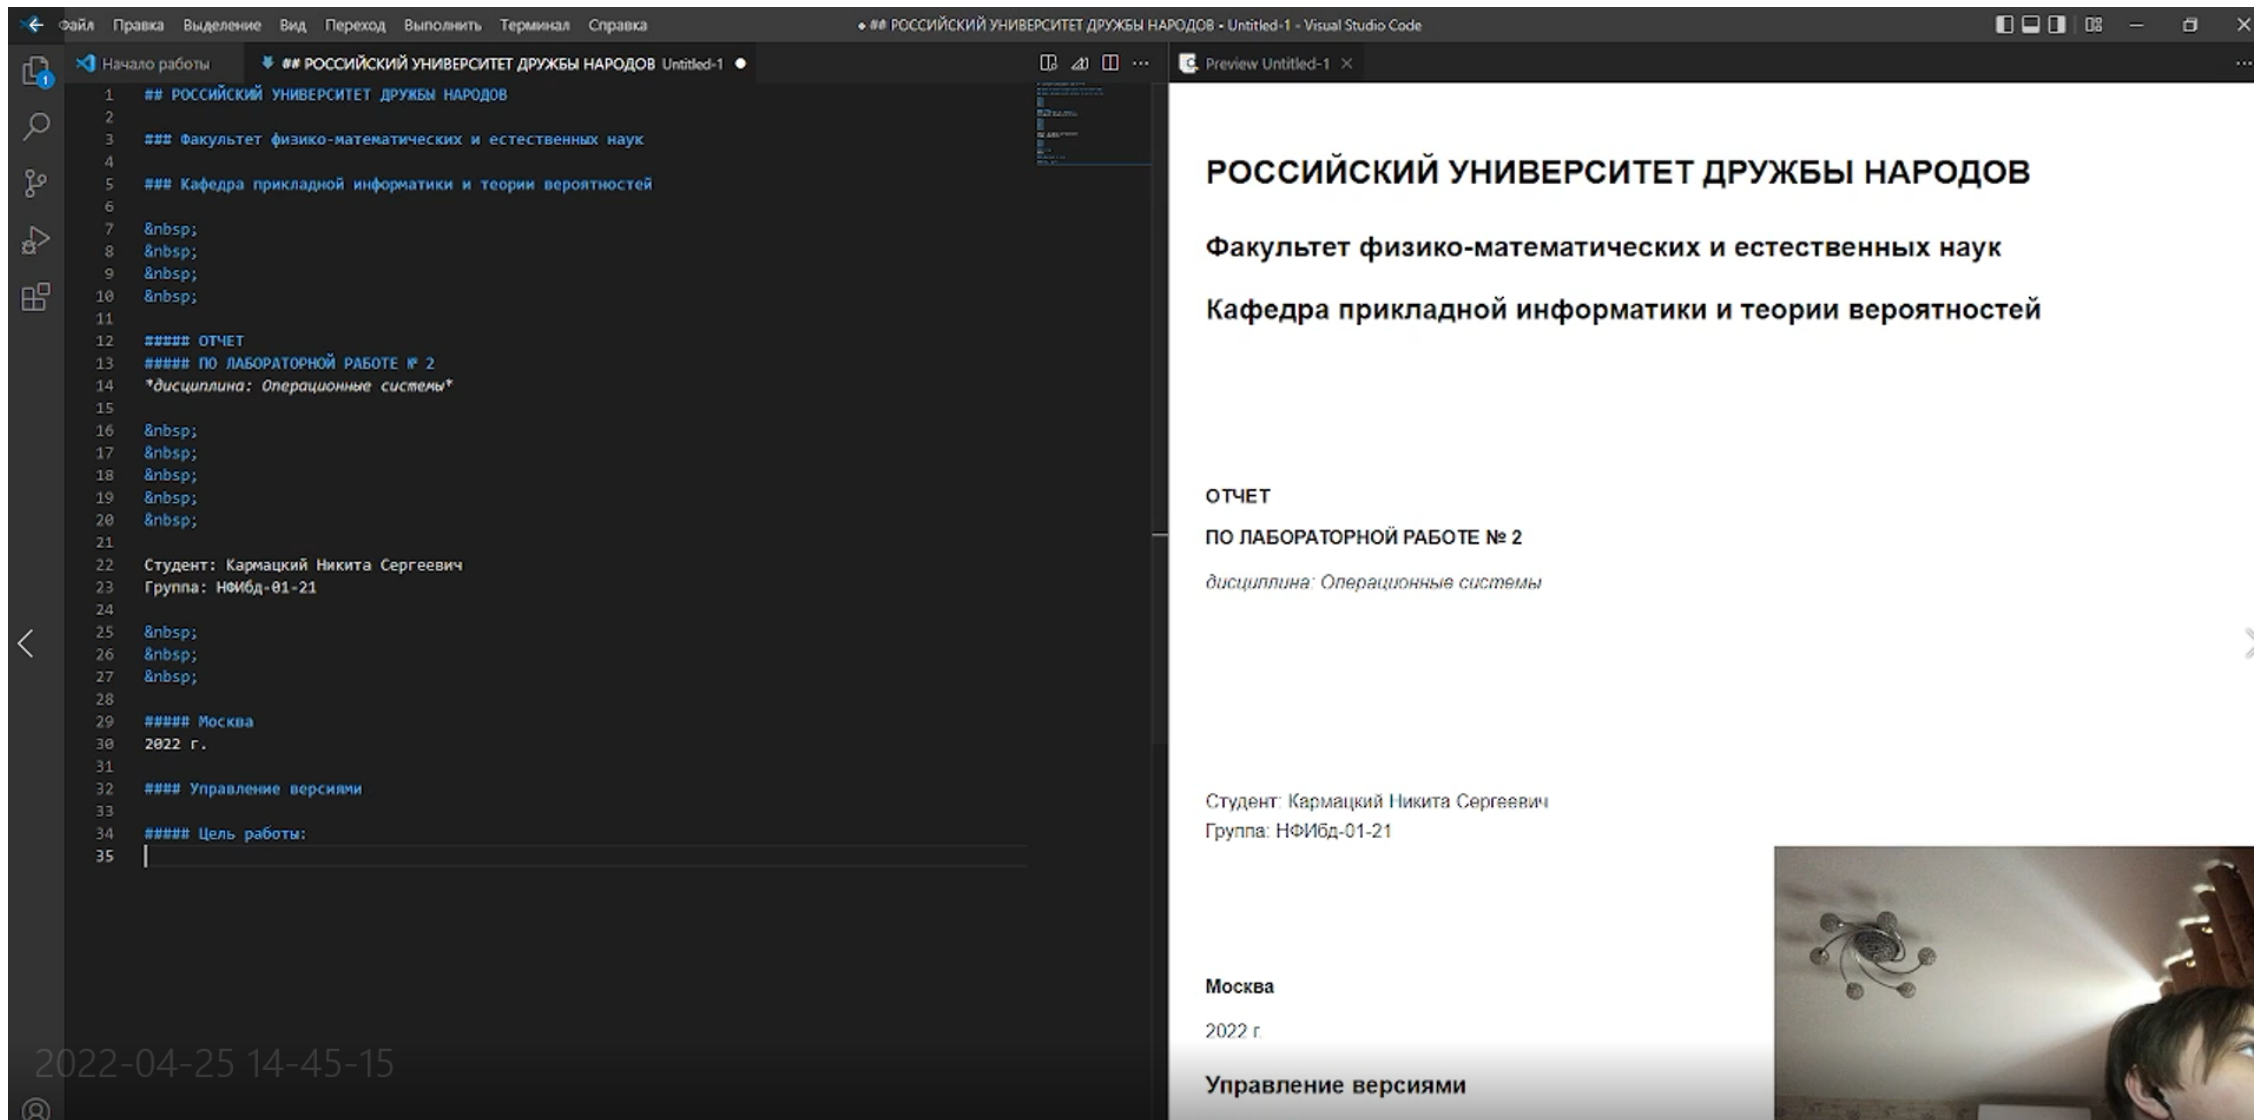 Файл Правка Выделение Вид Переход Выполнить Терминал Справка
● ## РОССИЙСКИЙ УНИВЕРСИТЕТ ДРУЖБЫ НАРОДОВ • Untitled-1 - Visual Studio Code
Начало работы
## РОССИЙСКИЙ УНИВЕРСИТЕТ ДРУЖБЫ НАРОДОВ Untitled-1 ●
Preview Untitled-1
1
1 ## РОССИЙСКИЙ УНИВЕРСИТЕТ ДРУЖБЫ НАРОДОВ
2
3 ### Факультет физико-математических и естественных наук
4
5 ### Кафедра прикладной информатики и теории вероятностей
6
7 &nbsp;
8 &nbsp;
9 &nbsp;
10 &nbsp;
11
12 ##### ОТЧЕТ
13 ##### ПО ЛАБОРАТОРНОЙ РАБОТЕ № 2
14 *дисциплина: Операционные системы*
15
16 &nbsp;
17 &nbsp;
18 &nbsp;
19 &nbsp;
20 &nbsp;
21
22 Студент: Кармацкий Никита Сергеевич
23 Группа: НФИбд-01-21
24
25 &nbsp;
26 &nbsp;
27 &nbsp;
28
29 ##### Москва
30 2022 г.
31
32 #### Управление версиями
33
34 ##### Цель работы:
35
РОССИЙСКИЙ УНИВЕРСИТЕТ ДРУЖБЫ НАРОДОВ
Факультет физико-математических и естественных наук
Кафедра прикладной информатики и теории вероятностей
ОТЧЕТ
ПО ЛАБОРАТОРНОЙ РАБОТЕ № 2
дисциплина: Операционные системы
Студент: Кармацкий Никита Сергеевич
Группа: НФИбд-01-21
Москва
2022 г.
Управление версиями
2022-04-25 14-45-15